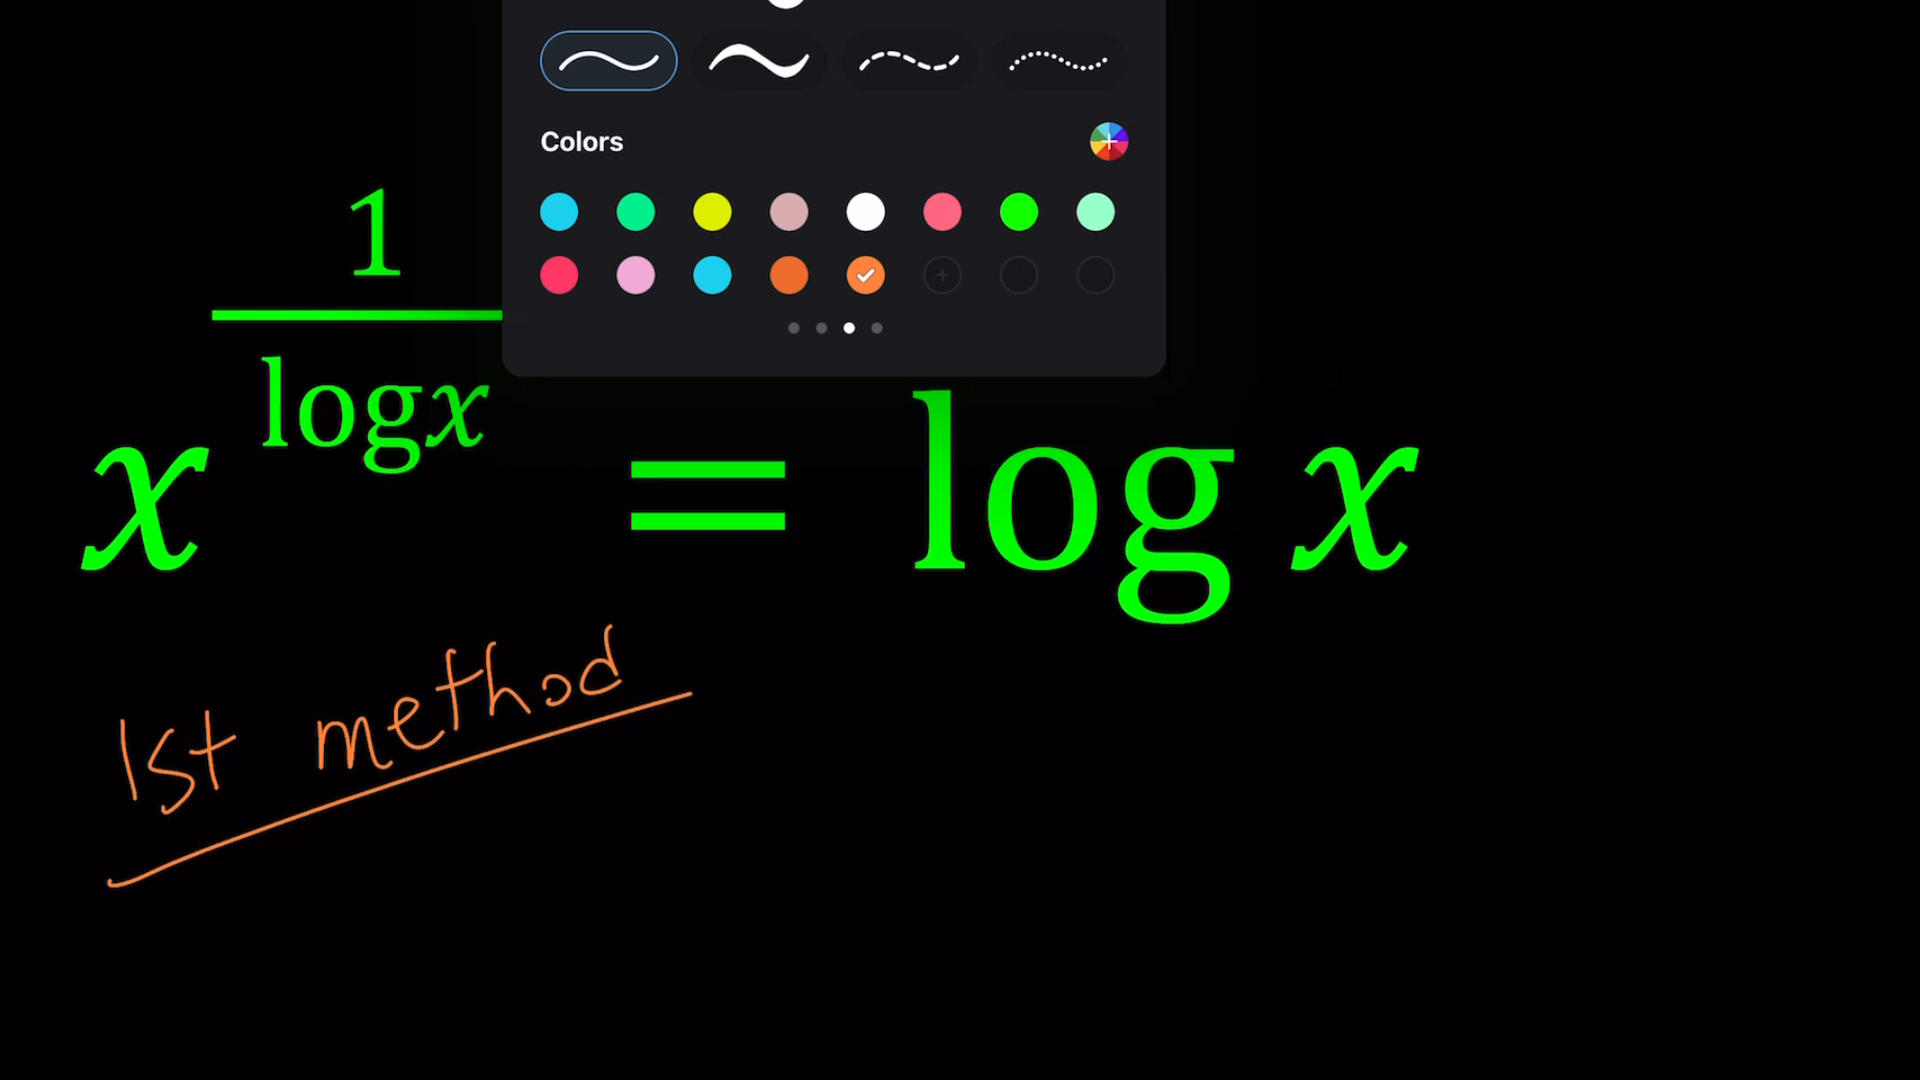 Colors
x^(1/logx) = log x
1st method